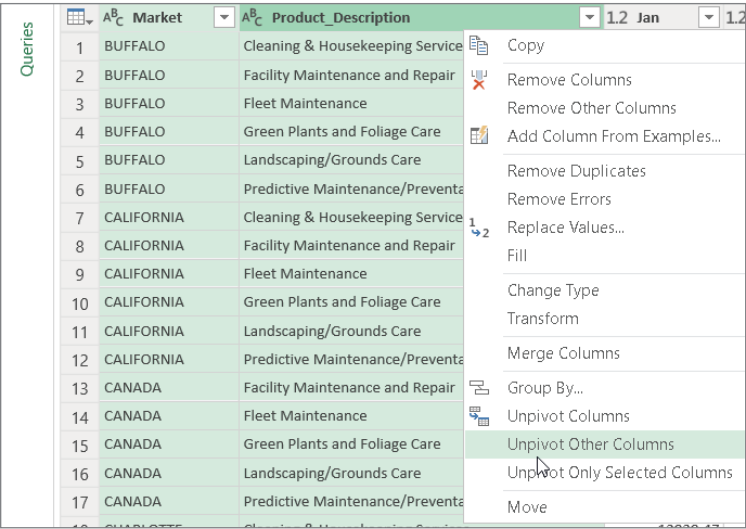 Queries
ABC Market ABC Product_Description 1.2 Jan 1.2
1 BUFFALO Cleaning & Housekeeping Service
2 BUFFALO Facility Maintenance and Repair
3 BUFFALO Fleet Maintenance
4 BUFFALO Green Plants and Foliage Care
5 BUFFALO Landscaping/Grounds Care
6 BUFFALO Predictive Maintenance/Preventa
7 CALIFORNIA Cleaning & Housekeeping Service
8 CALIFORNIA Facility Maintenance and Repair
9 CALIFORNIA Fleet Maintenance
10 CALIFORNIA Green Plants and Foliage Care
11 CALIFORNIA Landscaping/Grounds Care
12 CALIFORNIA Predictive Maintenance/Preventa
13 CANADA Facility Maintenance and Repair
14 CANADA Fleet Maintenance
15 CANADA Green Plants and Foliage Care
16 CANADA Landscaping/Grounds Care
17 CANADA Predictive Maintenance/Preventa
Copy
Remove Columns
Remove Other Columns
Add Column From Examples...
Remove Duplicates
Remove Errors
1 2 Replace Values...
Fill
Change Type
Transform
Merge Columns
Group By...
Unpivot Columns
Unpivot Other Columns
Unpivot Only Selected Columns
Move